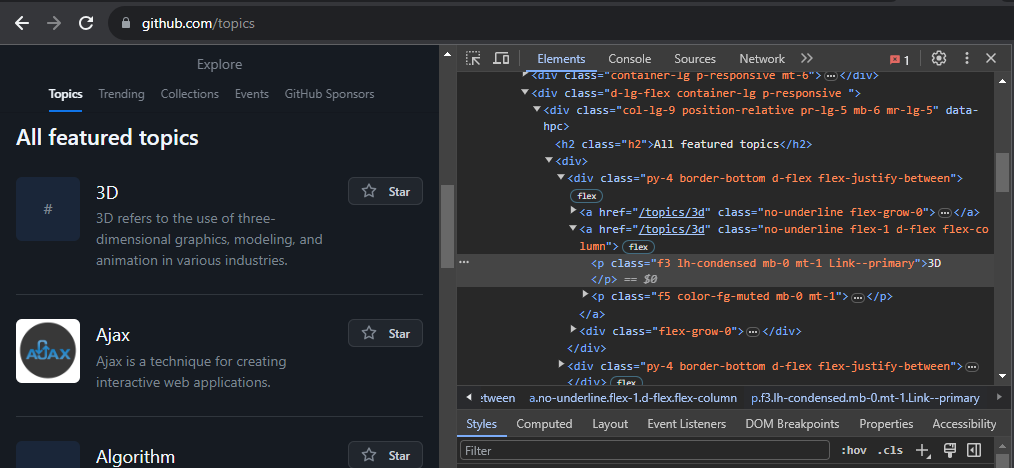 github.com/topics
Explore
Topics Trending Collections Events GitHub Sponsors
All featured topics
#
3D
Star
3D refers to the use of three-
dimensional graphics, modeling, and
animation in various industries.
AJAX
Ajax
Star
Ajax is a technique for creating
interactive web applications.
Algorithm
Star
Elements Console Sources Network 1
<div class="container-lg p-responsive mt-6">…</div>
<div class="d-lg-flex container-lg p-responsive ">
<div class="col-lg-9 position-relative pr-lg-5 mb-6 mr-lg-5" data-
hpc>
<h2 class="h2">All featured topics</h2>
<div>
<div class="py-4 border-bottom d-flex flex-justify-between">
flex
<a href="/topics/3d" class="no-underline flex-grow-0">…</a>
<a href="/topics/3d" class="no-underline flex-1 d-flex flex-co
lumn"> flex
… <p class="f3 lh-condensed mb-0 mt-1 Link--primary">3D
</p> == $0
<p class="f5 color-fg-muted mb-0 mt-1">…</p>
</a>
<div class="flex-grow-0">…</div>
</div>
<div class="py-4 border-bottom d-flex flex-justify-between">…
</div> flex
etween a.no-underline.flex-1.d-flex.flex-column p.f3.lh-condensed.mb-0.mt-1.Link--primary
Styles Computed Layout Event Listeners DOM Breakpoints Properties Accessibility
Filter :hov .cls